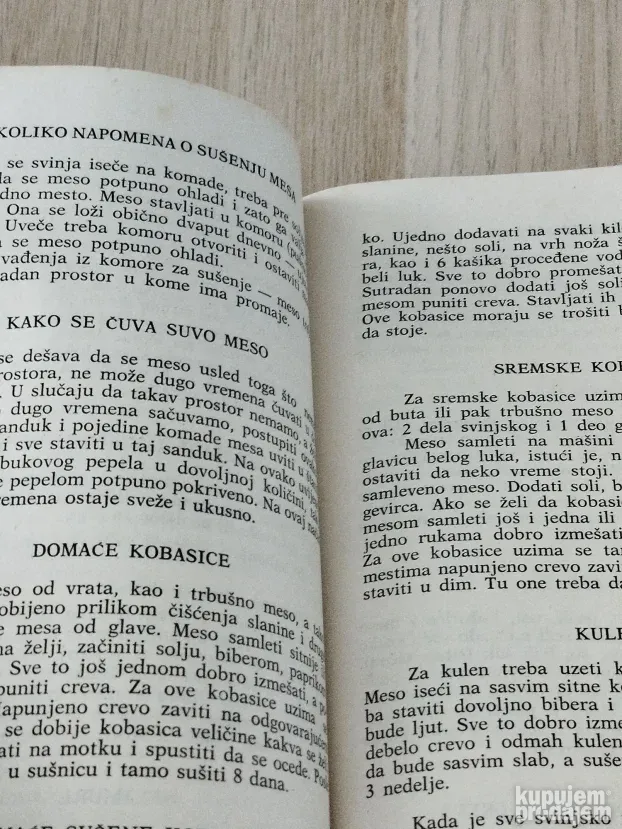 KOLIKO NAPOMENA O SUŠENJU MESA
se svinja iseče na komade, treba pre
da se meso potpuno ohladi i zato ga
dno mesto. Meso stavljati u komoru
Ona se loži obično dvaput dnevno
Uveče treba komoru otvoriti i ostaviti
a se meso potpuno ohladi.
vađenja iz komore za sušenje — meso
adan prostor u kome ima promaje.
KAKO SE ČUVA SUVO MESO
se dešava da se meso usled toga što
rostora, ne može dugo vremena čuvati
. U slučaju da takav prostor nemamo, a
dugo vremena sačuvamo, postupiti
anduk i pojedine komade mesa uviti u
i sve staviti u taj sanduk. Na ovako
bukovog pepela u dovoljnoj količini,
e pepelom potpuno pokriveno. Na ovaj
remena ostaje sveže i ukusno.
DOMAĆE KOBASICE
eso od vrata, kao i trbušno meso, a
obijeno prilikom čišćenja slanine i
e mesa od glave. Meso samleti sitnije
na želji, začiniti solju, biberom,
. Sve to još jednom dobro izmešati, a
puniti creva. Za ove kobasice uzima
Napunjeno crevo zaviti na
se dobije kobasica veličine kakva se
ati na motku i spustiti da se ocede.
u sušnicu i tamo sušiti 8 dana.
ko. Ujedno dodavati na svaki kil
slanine, nešto soli, na vrh noža
ra, kao i 6 kašika proceđene vod
beli luk. Sve to dobro promešat
Sutradan ponovo dodati još soli
mesom puniti creva. Stavljati ih
Ove kobasice moraju se trošiti b
da stoje.
SREMSKE KO
Za sremske kobasice uzim
od buta ili pak trbušno meso
ova: 2 dela svinjskog i 1 deo g
Meso samleti na mašini
glavicu belog luka, istući je, n
ostaviti da neko vreme stoji.
samleveno meso. Dodati soli, b
gevirca. Ako se želi da kobasic
mesom samleti još i jedna ili
jedno rukama dobro izmešati
Za ove kobasice uzima se ta
mestima napunjeno crevo zavi
staviti u dim. Tu one treba da
KULE
Za kulen treba uzeti k
Meso iseći na sasvim sitne k
ba staviti dovoljno bibera i
bude ljut. Sve to dobro izme
debelo crevo i odmah kulen
da bude sasvim slab, a suše
3 nedelje.
Kada je sve svinjsko
kupujem
prodajem